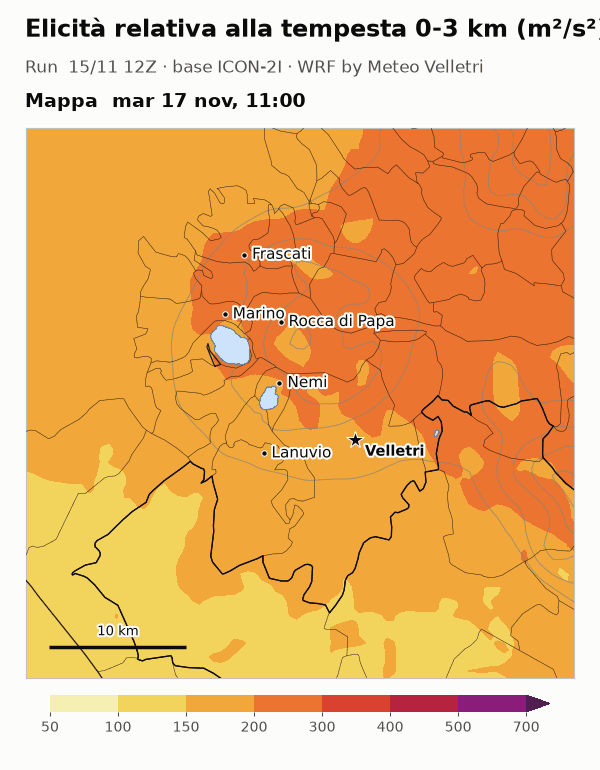 Elicità relativa alla tempesta 0-3 km (m²/s²)
Run 15/11 12Z · base ICON-2I · WRF by Meteo Velletri
Mappa mar 17 nov, 11:00
Frascati
Marino
Rocca di Papa
Nemi
Velletri
Lanuvio
10 km
50 100 150 200 300 400 500 700